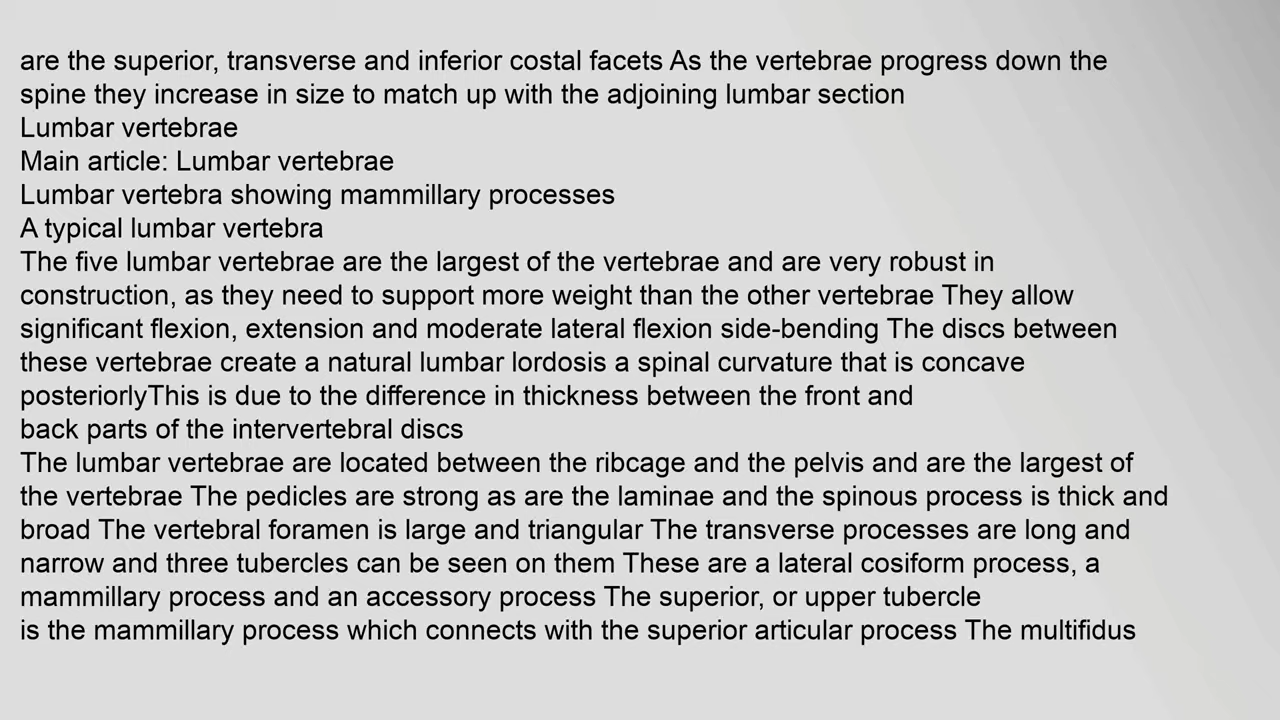 are the superior, transverse and inferior costal facets As the vertebrae progress down the
spine they increase in size to match up with the adjoining lumbar section
Lumbar vertebrae
Main article: Lumbar vertebrae
Lumbar vertebra showing mammillary processes
A typical lumbar vertebra
The five lumbar vertebrae are the largest of the vertebrae and are very robust in
construction, as they need to support more weight than the other vertebrae They allow
significant flexion, extension and moderate lateral flexion side-bending The discs between
these vertebrae create a natural lumbar lordosis a spinal curvature that is concave
posteriorlyThis is due to the difference in thickness between the front and
back parts of the intervertebral discs
The lumbar vertebrae are located between the ribcage and the pelvis and are the largest of
the vertebrae The pedicles are strong as are the laminae and the spinous process is thick and
broad The vertebral foramen is large and triangular The transverse processes are long and
narrow and three tubercles can be seen on them These are a lateral cosiform process, a
mammillary process and an accessory process The superior, or upper tubercle
is the mammillary process which connects with the superior articular process The multifidus